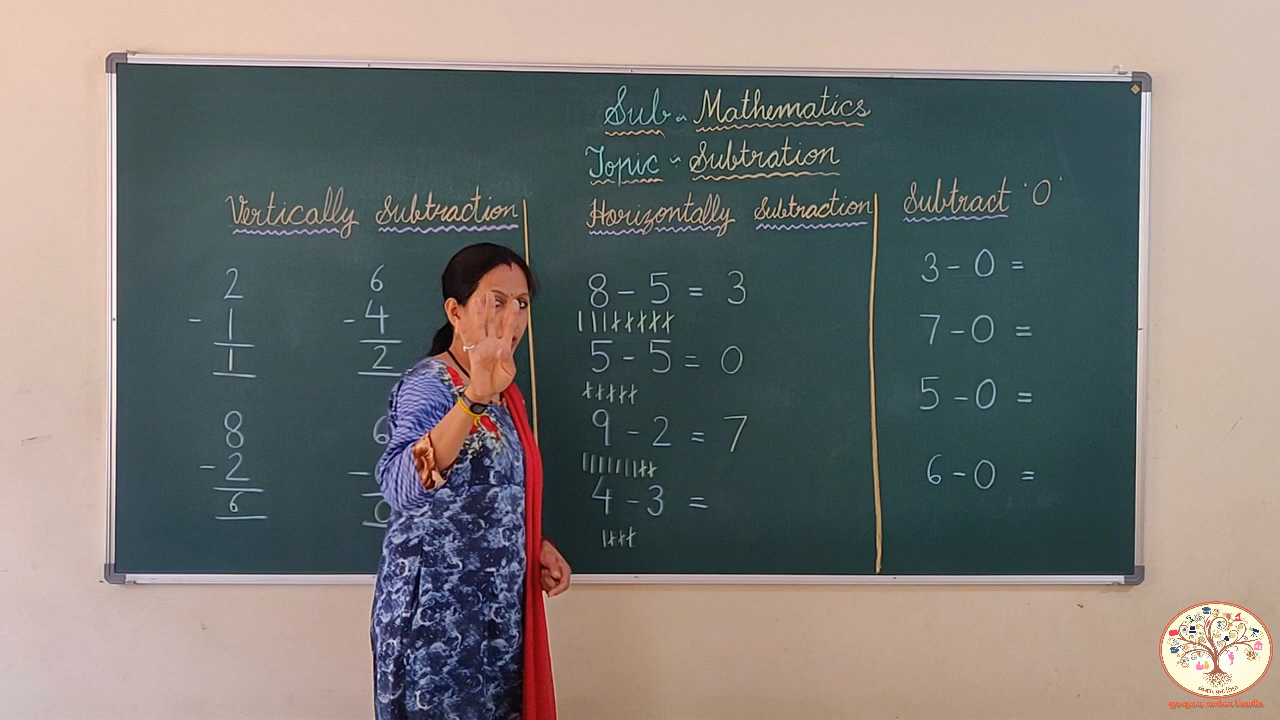 Sub - Mathematics
Topic - Subtration
Vertically Subtraction
2 6
- 1 - 4
1 2
8 6
- 2 -
6 0
Horizontally Subtraction
8 - 5 = 3
5 - 5 = 0
9 - 2 = 7
4 - 3 =
Subtract '0'
3 - 0 =
7 - 0 =
5 - 0 =
6 - 0 =